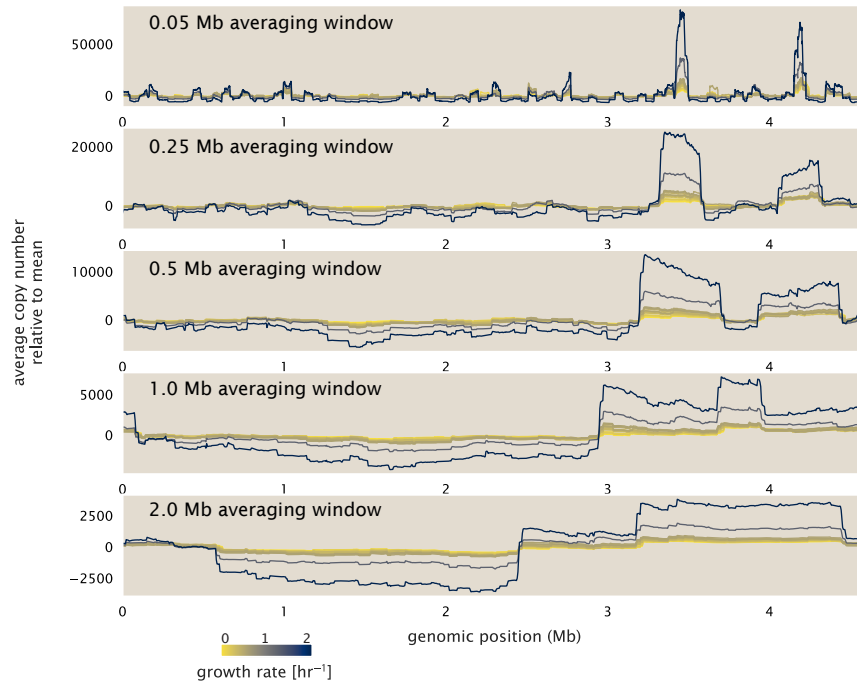 0.05 Mb averaging window
50000
0
0 1 2 3 4
0.25 Mb averaging window
20000
0
0 1 2 3 4
average copy number
relative to mean
0.5 Mb averaging window
10000
0
0 1 2 3 4
1.0 Mb averaging window
5000
0
0 1 2 3 4
2.0 Mb averaging window
2500
0
−2500
0 1 2 3 4
genomic position (Mb)
0 1 2
growth rate [hr⁻¹]